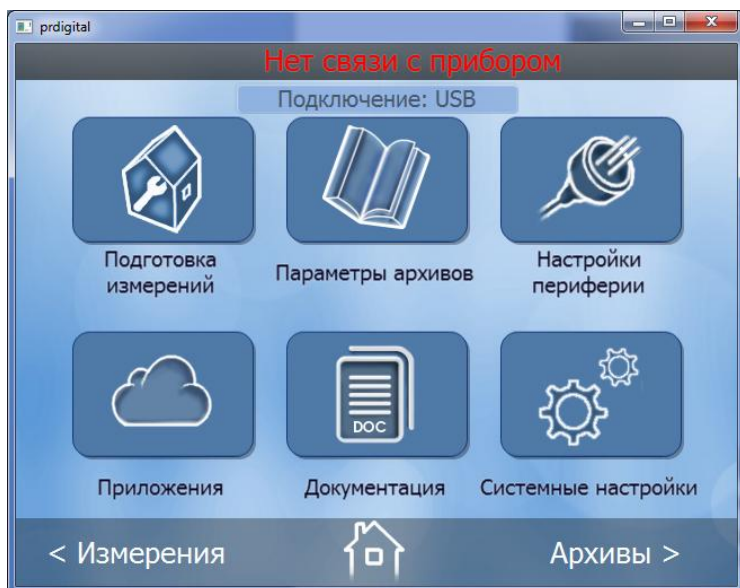 prdigital
Нет связи с прибором
Подключение: USB
Подготовка
измерений
Параметры архивов
Настройки
периферии
DOC
Приложения
Документация
Системные настройки
< Измерения
Архивы >